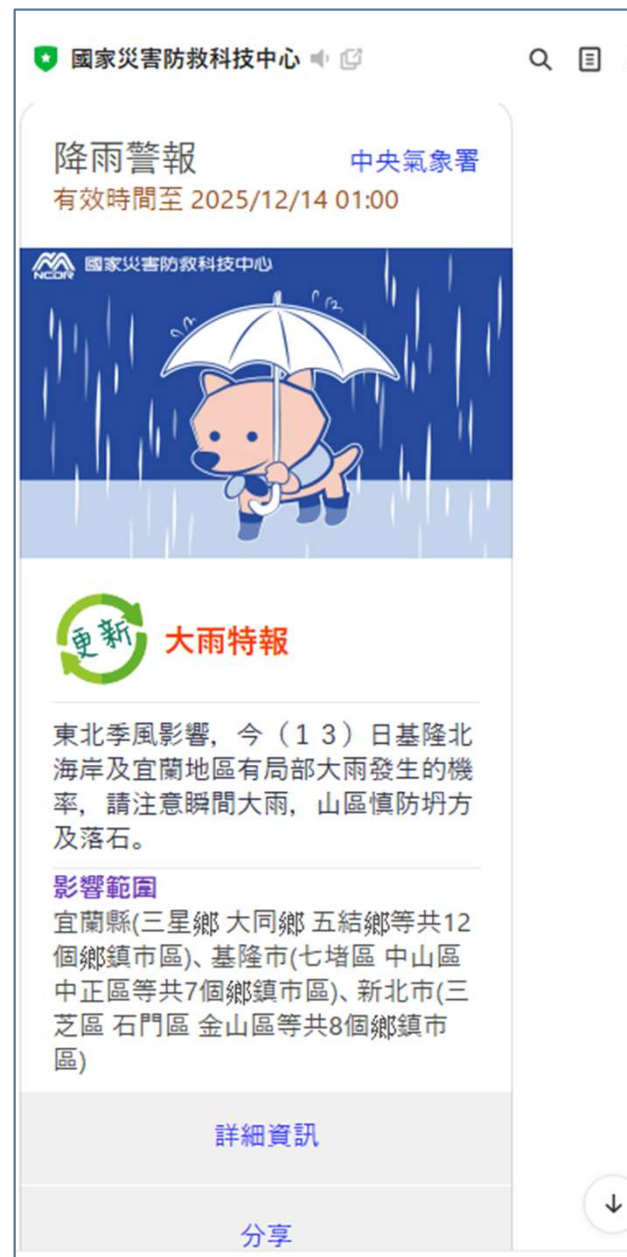 國家災害防救科技中心
降雨警報
中央氣象署
有效時間至 2025/12/14 01:00
NCDR 國家災害防救科技中心
更新
大雨特報
東北季風影響，今（１３）日基隆北
海岸及宜蘭地區有局部大雨發生的機
率，請注意瞬間大雨，山區慎防坍方
及落石。
影響範圍
宜蘭縣(三星鄉 大同鄉 五結鄉等共12
個鄉鎮市區)、基隆市(七堵區 中山區
中正區等共7個鄉鎮市區)、新北市(三
芝區 石門區 金山區等共8個鄉鎮市
區)
詳細資訊
分享